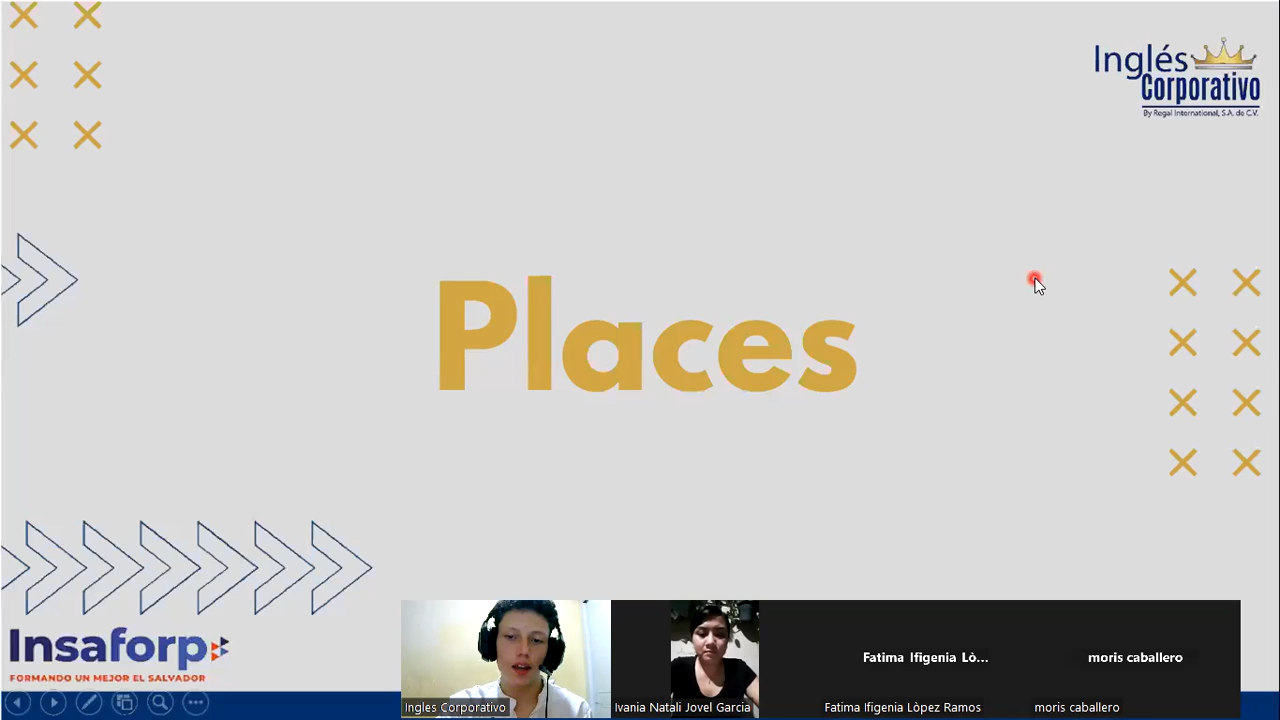 Inglés
Corporativo
By Regal International, S.A. de C.V.
Places
Insaforp
FORMANDO UN MEJOR EL SALVADOR
Fatima Ifigenia Lò...
moris caballero
Ingles Corporativo
Ivania Natali Jovel Garcia
Fatima Ifigenia Lòpez Ramos
moris caballero